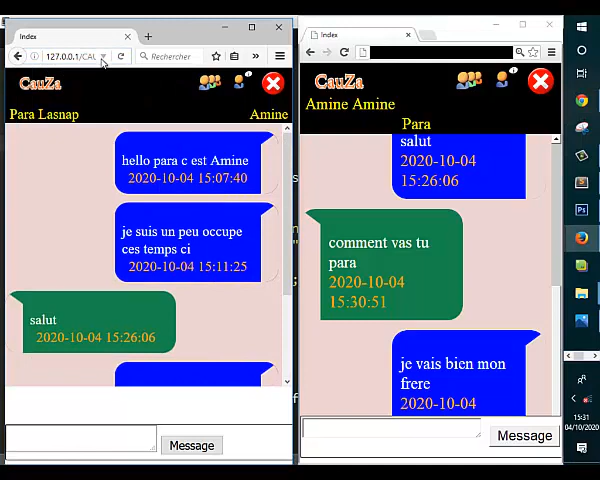 Index
127.0.0.1/CAU
Rechercher
CauZa
Para Lasnap
Amine
hello para c est Amine
2020-10-04 15:07:40
je suis un peu occupe
ces temps ci
2020-10-04 15:11:25
salut
2020-10-04 15:26:06
Message
Index
CauZa
Amine Amine
Para
salut
2020-10-04
15:26:06
comment vas tu
para
2020-10-04
15:30:51
je vais bien mon
frere
2020-10-04
Message
15:31
04/10/2020